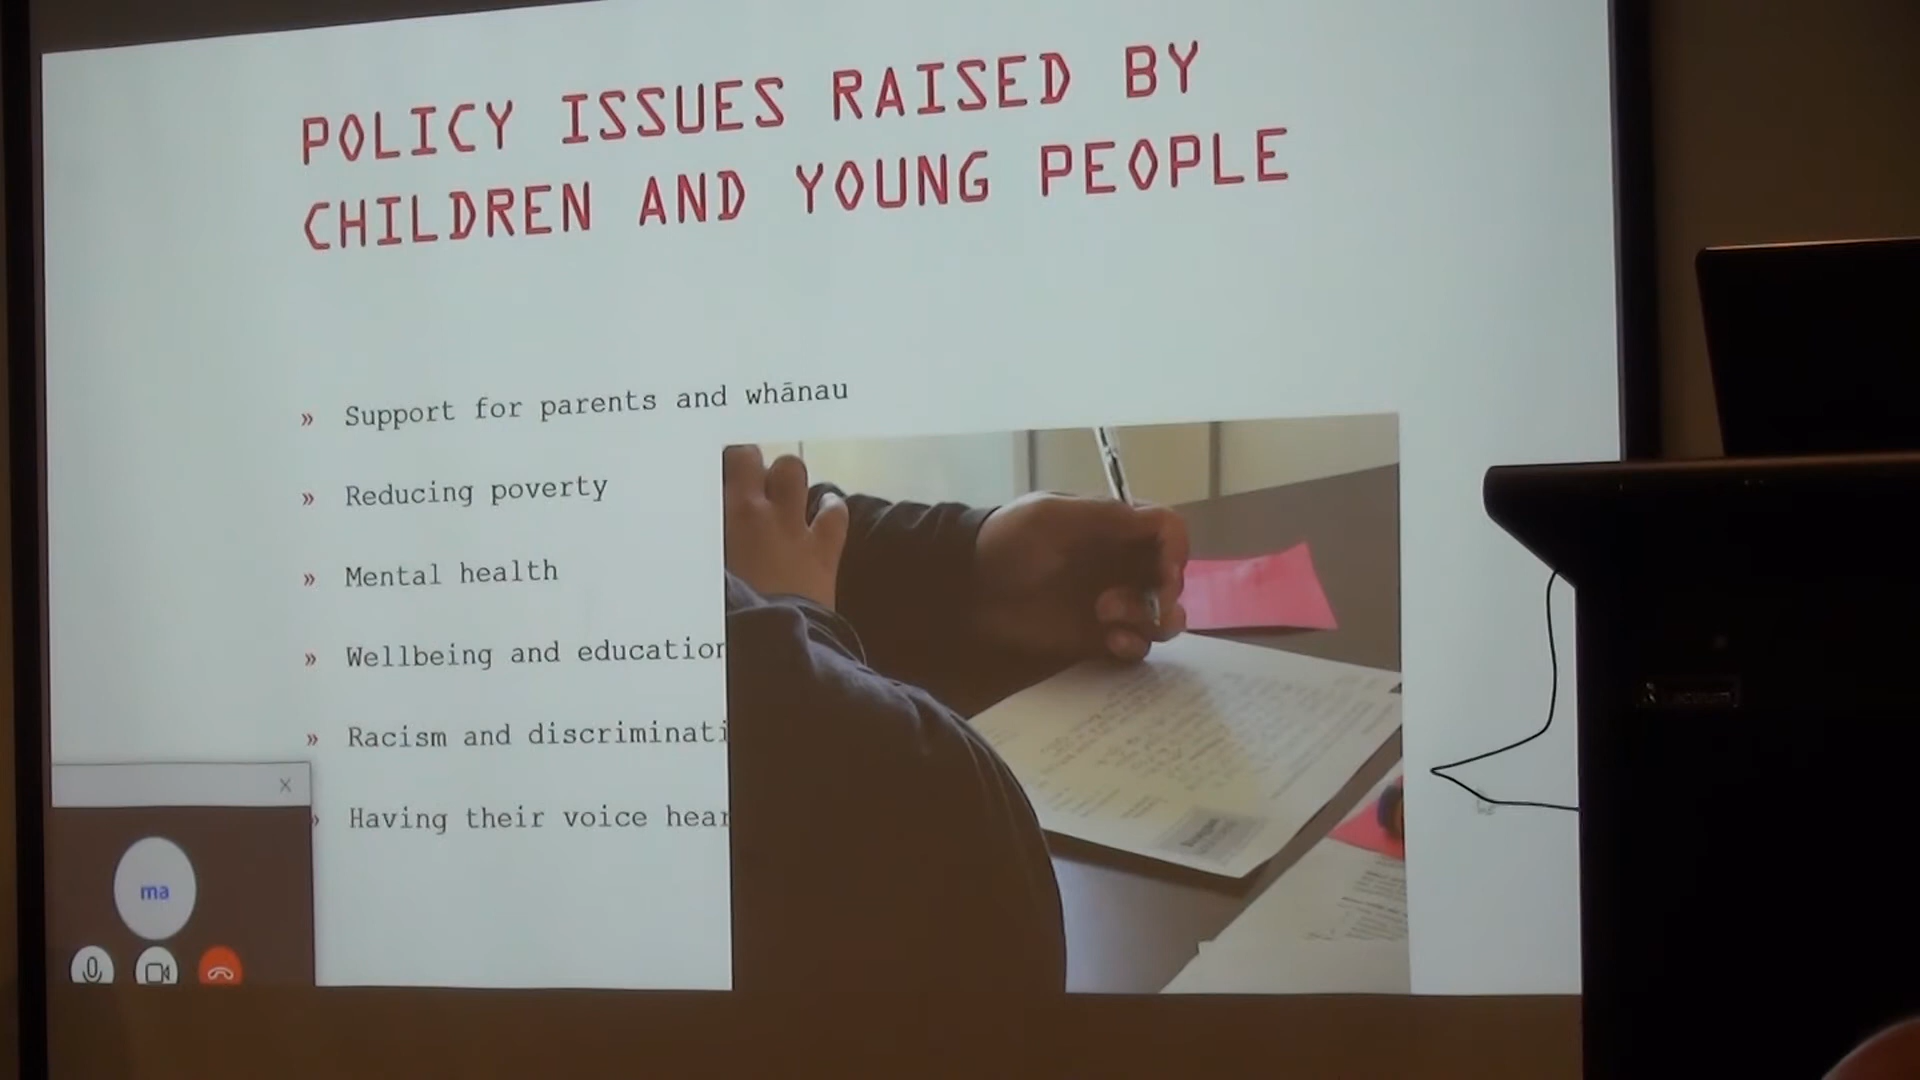 POLICY ISSUES RAISED BY
CHILDREN AND YOUNG PEOPLE
» Support for parents and whānau
» Reducing poverty
» Mental health
» Wellbeing and education
» Racism and discriminati
» Having their voice hear
ma